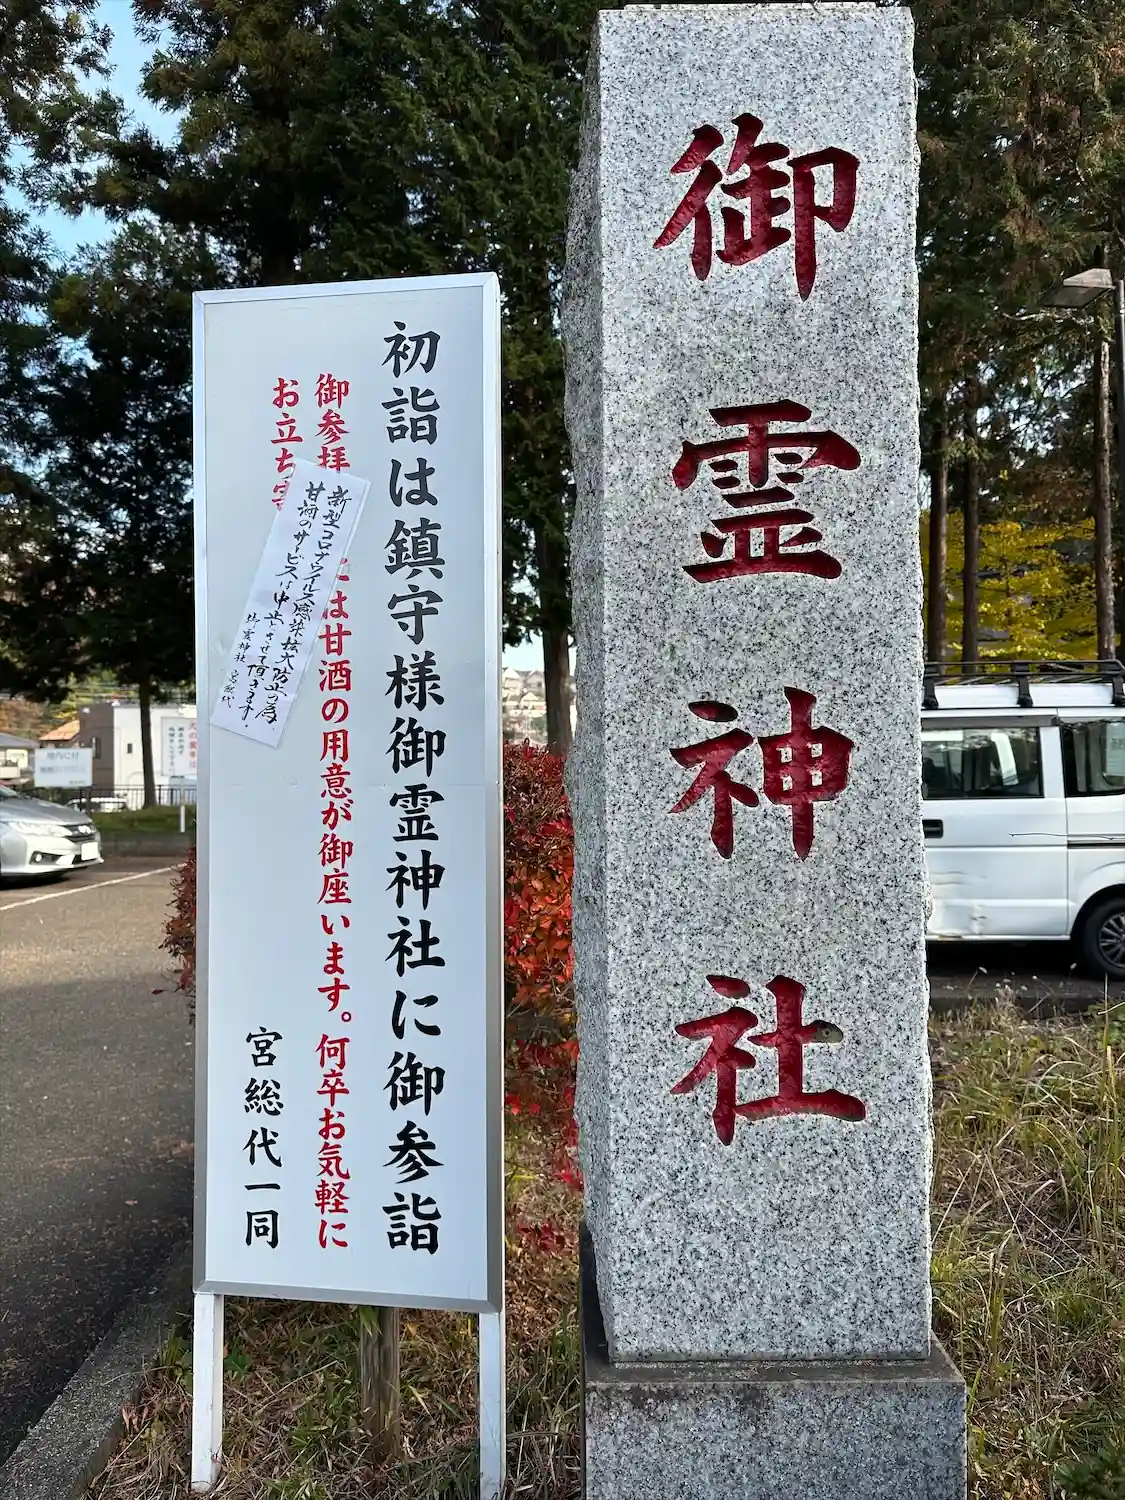 御霊神社
初詣は鎮守様御霊神社に御参詣
御参拝
は甘酒の用意が御座います。何卒お気軽に
お立ち寄
宮総代一同
新型コロナウイルス感染拡大防止の為、
甘酒のサービスは中止させて頂きます。
御霊神社 宮総代